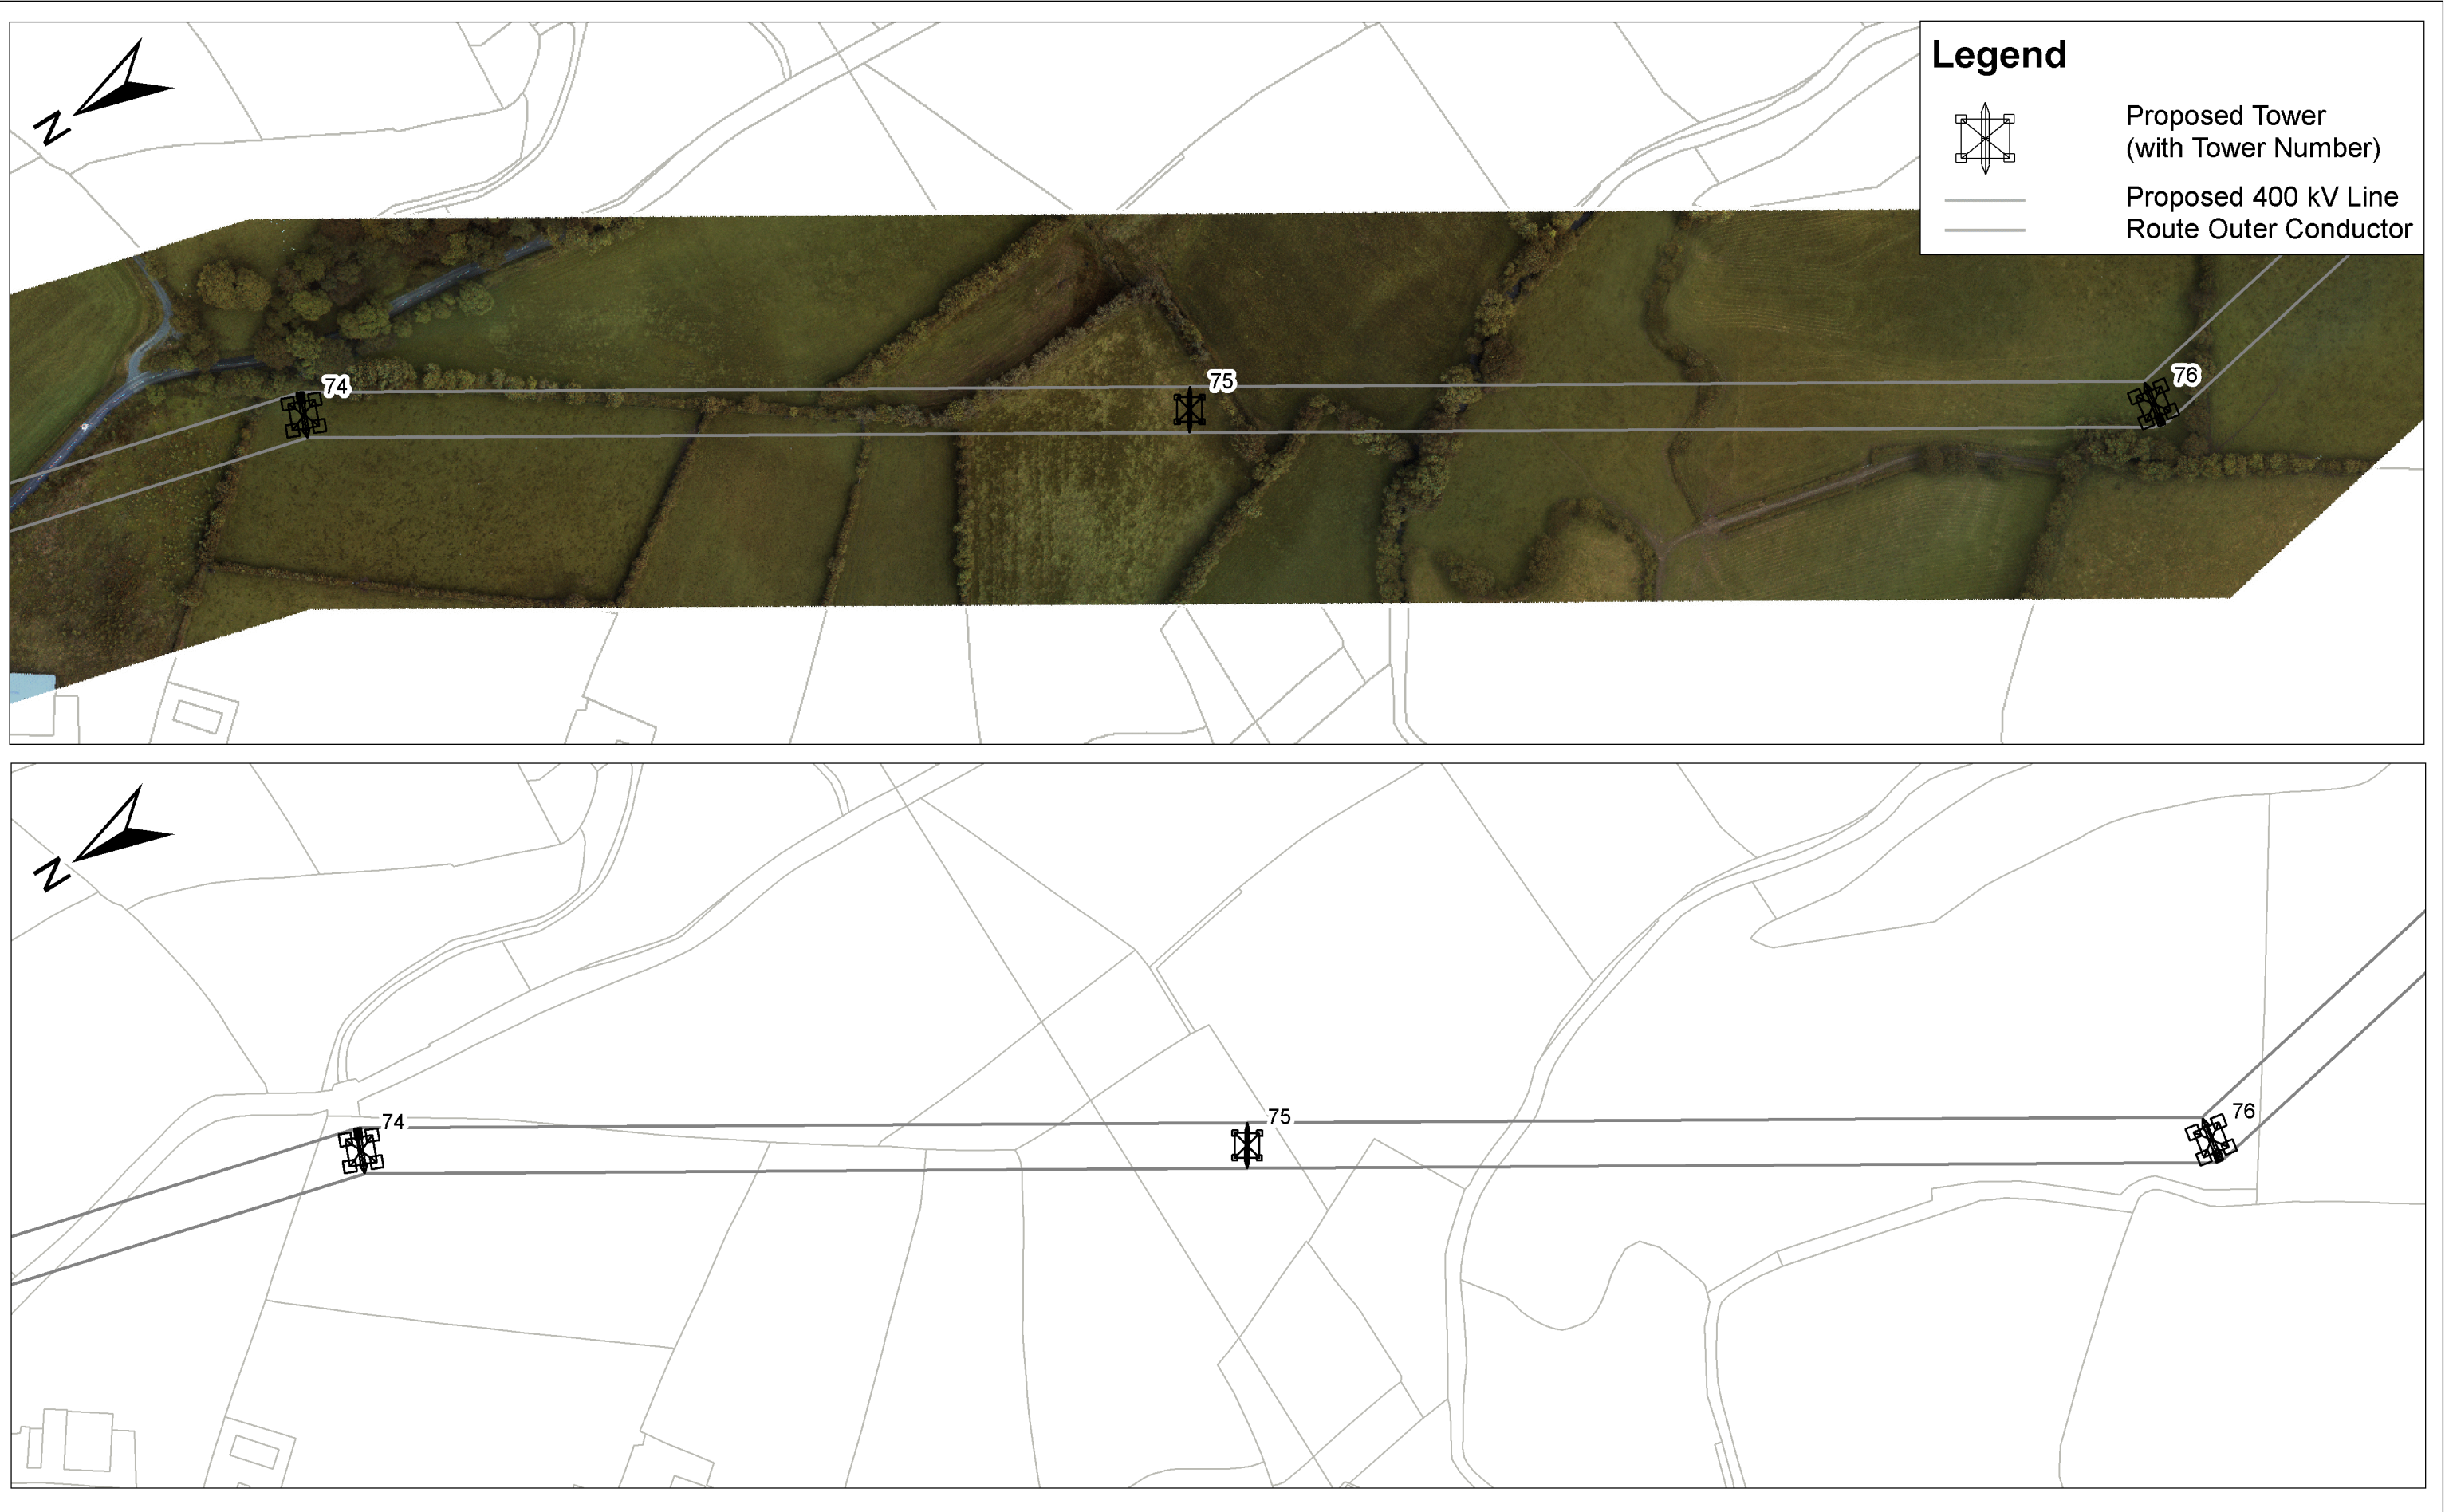 N
Legend
Proposed Tower
(with Tower Number)
Proposed 400 kV Line
Route Outer Conductor
74
75
76
N
74
75
76